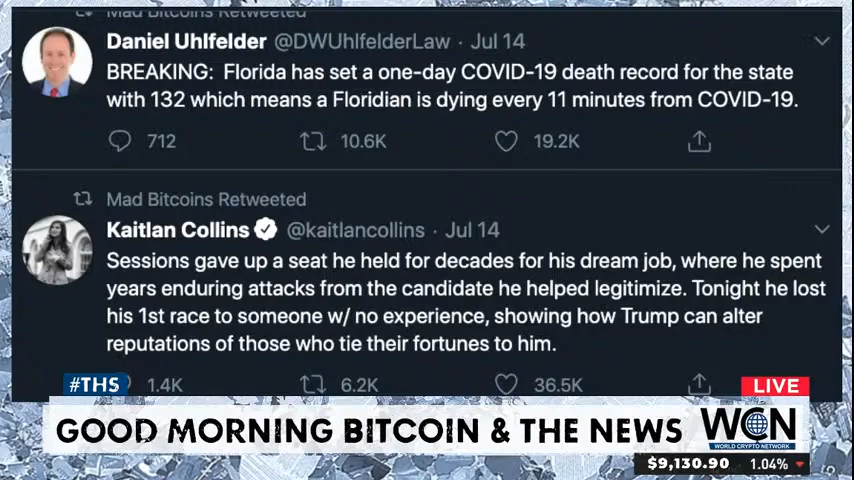 Mad Bitcoins Retweeted
Daniel Uhlfelder @DWUhlfelderLaw · Jul 14
BREAKING: Florida has set a one-day COVID-19 death record for the state
with 132 which means a Floridian is dying every 11 minutes from COVID-19.
712 10.6K 19.2K
Mad Bitcoins Retweeted
Kaitlan Collins @kaitlancollins · Jul 14
Sessions gave up a seat he held for decades for his dream job, where he spent
years enduring attacks from the candidate he helped legitimize. Tonight he lost
his 1st race to someone w/ no experience, showing how Trump can alter
reputations of those who tie their fortunes to him.
#THS 1.4K 6.2K 36.5K LIVE
GOOD MORNING BITCOIN & THE NEWS WCN
WORLD CRYPTO NETWORK
$9,130.90 1.04%